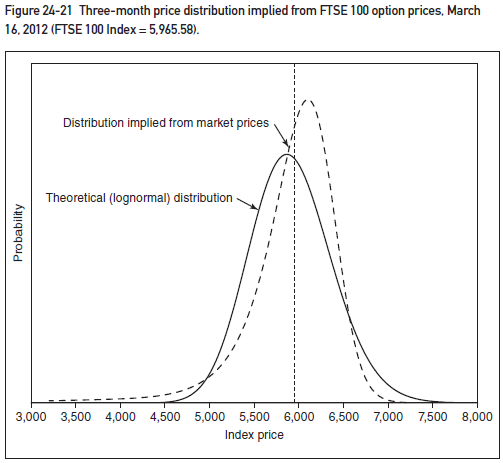 Figure 24-21 Three-month price distribution implied from FTSE 100 option prices, March
16, 2012 (FTSE 100 Index = 5,965.58).
Distribution implied from market prices
Theoretical (lognormal) distribution
Probability
3,000 3,500 4,000 4,500 5,000 5,500 6,000 6,500 7,000 7,500 8,000
Index price